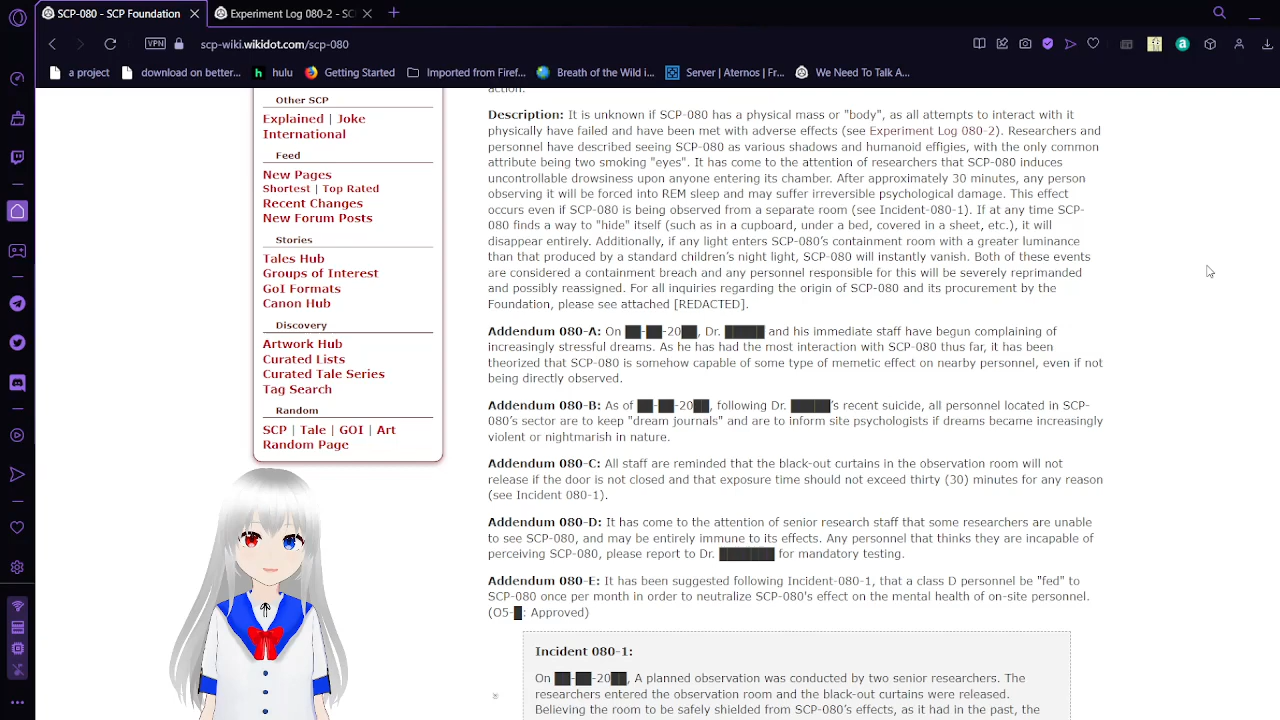 SCP-080 - SCP Foundation
Experiment Log 080-2 - SC
VPN
scp-wiki.wikidot.com/scp-080
a project
download on better...
hulu
Getting Started
Imported from Firef...
Breath of the Wild i...
Server | Aternos | Fr...
We Need To Talk A...
Other SCP
Explained | Joke
International
Feed
New Pages
Shortest | Top Rated
Recent Changes
New Forum Posts
Stories
Tales Hub
Groups of Interest
GoI Formats
Canon Hub
Discovery
Artwork Hub
Curated Lists
Curated Tale Series
Tag Search
Random
SCP | Tale | GOI | Art
Random Page
action.
Description: It is unknown if SCP-080 has a physical mass or "body", as all attempts to interact with it
physically have failed and have been met with adverse effects (see Experiment Log 080-2). Researchers and
personnel have described seeing SCP-080 as various shadows and humanoid effigies, with the only common
attribute being two smoking "eyes". It has come to the attention of researchers that SCP-080 induces
uncontrollable drowsiness upon anyone entering its chamber. After approximately 30 minutes, any person
observing it will be forced into REM sleep and may suffer irreversible psychological damage. This effect
occurs even if SCP-080 is being observed from a separate room (see Incident-080-1). If at any time SCP-
080 finds a way to "hide" itself (such as in a cupboard, under a bed, covered in a sheet, etc.), it will
disappear entirely. Additionally, if any light enters SCP-080's containment room with a greater luminance
than that produced by a standard children's night light, SCP-080 will instantly vanish. Both of these events
are considered a containment breach and any personnel responsible for this will be severely reprimanded
and possibly reassigned. For all inquiries regarding the origin of SCP-080 and its procurement by the
Foundation, please see attached [REDACTED].
Addendum 080-A: On ██-██-20██, Dr. █████ and his immediate staff have begun complaining of
increasingly stressful dreams. As he has had the most interaction with SCP-080 thus far, it has been
theorized that SCP-080 is somehow capable of some type of memetic effect on nearby personnel, even if not
being directly observed.
Addendum 080-B: As of ██-██-20██, following Dr. █████'s recent suicide, all personnel located in SCP-
080's sector are to keep "dream journals" and are to inform site psychologists if dreams became increasingly
violent or nightmarish in nature.
Addendum 080-C: All staff are reminded that the black-out curtains in the observation room will not
release if the door is not closed and that exposure time should not exceed thirty (30) minutes for any reason
(see Incident 080-1).
Addendum 080-D: It has come to the attention of senior research staff that some researchers are unable
to see SCP-080, and may be entirely immune to its effects. Any personnel that thinks they are incapable of
perceiving SCP-080, please report to Dr. ███████ for mandatory testing.
Addendum 080-E: It has been suggested following Incident-080-1, that a class D personnel be "fed" to
SCP-080 once per month in order to neutralize SCP-080's effect on the mental health of on-site personnel.
(O5-█: Approved)
Incident 080-1:
On ██-██-20██, A planned observation was conducted by two senior researchers. The
researchers entered the observation room and the black-out curtains were released.
Believing the room to be safely shielded from SCP-080's effects, as it had in the past, the